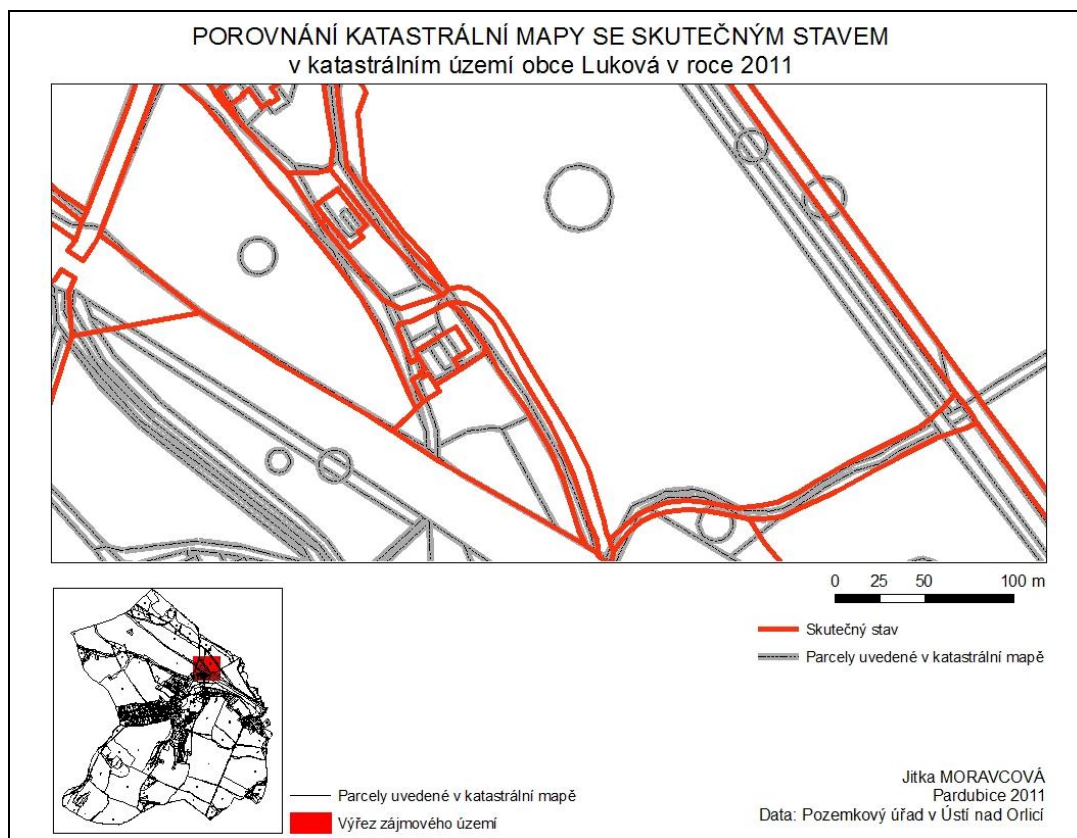 POROVNÁNÍ KATASTRÁLNÍ MAPY SE SKUTEČNÝM STAVEM
v katastrálním území obce Luková v roce 2011
0 25 50 100 m
Skutečný stav
Parcely uvedené v katastrální mapě
Parcely uvedené v katastrální mapě
Výřez zájmového území
Jitka MORAVCOVÁ
Pardubice 2011
Data: Pozemkový úřad v Ústí nad Orlicí